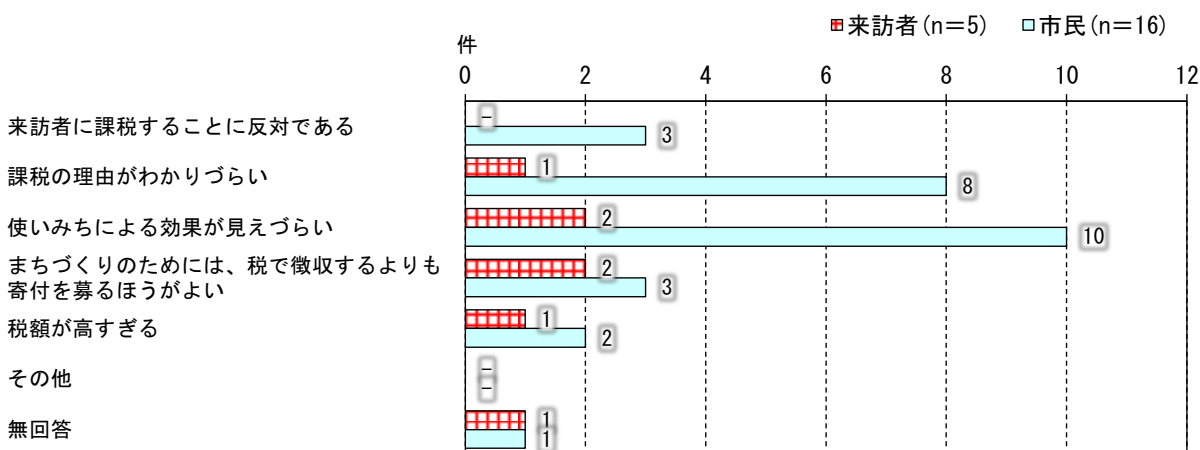 来訪者(n＝5) 市民(n＝16)
件
0 2 4 6 8 10 12
来訪者に課税することに反対である
－
3
課税の理由がわかりづらい
1
8
使いみちによる効果が見えづらい
2
10
まちづくりのためには、税で徴収するよりも
寄付を募るほうがよい
2
3
税額が高すぎる
1
2
その他
－
－
無回答
1
1